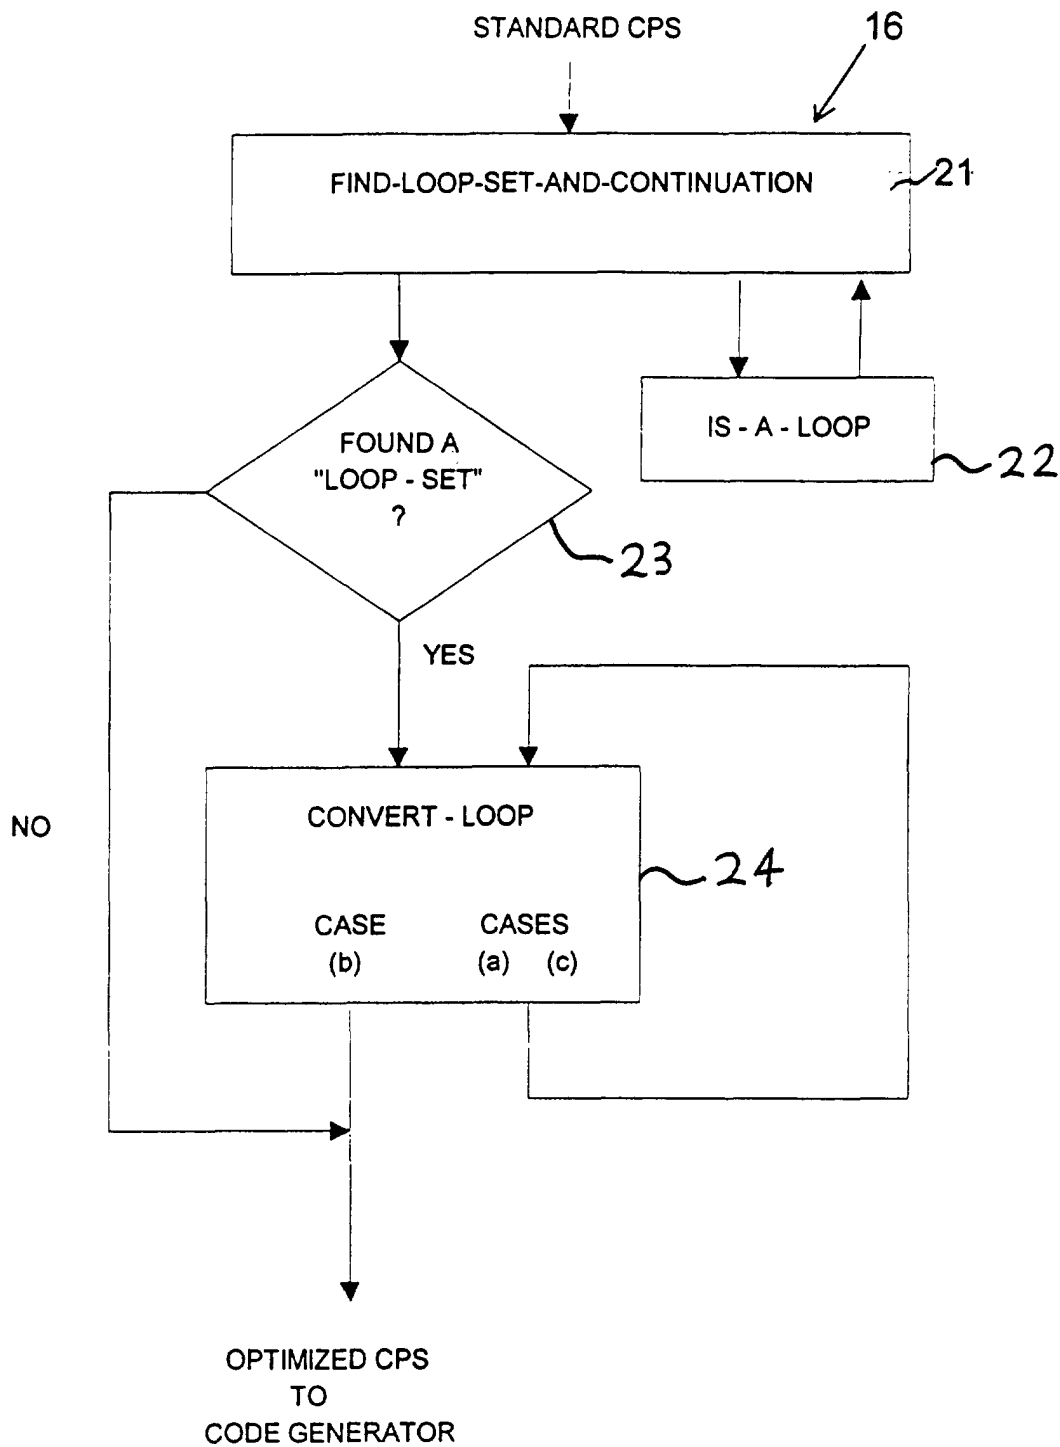 STANDARD CPS
16
FIND-LOOP-SET-AND-CONTINUATION
21
IS - A - LOOP
22
FOUND A
"LOOP - SET"
?
23
YES
NO
CONVERT - LOOP
24
CASE CASES
(b) (a) (c)
OPTIMIZED CPS
TO
CODE GENERATOR